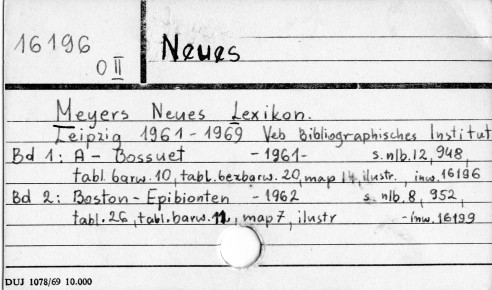 16196
O II
Neues
Meyers Neues Lexikon.
Leipzig 1961-1969 Veb Bibliographisches Institut
Bd 1: A - Bossuet -1961- s.nlb.12, 948,
tabl. barw. 10, tabl. bezbarw. 20, map 14, ilustr. inw. 16196
Bd 2: Boston - Epibionten - 1962 s. nlb. 8, 952,
tabl. 26, tabl. barw. 12, map 7, ilustr - inw. 16199
DUJ 1078/69 10.000